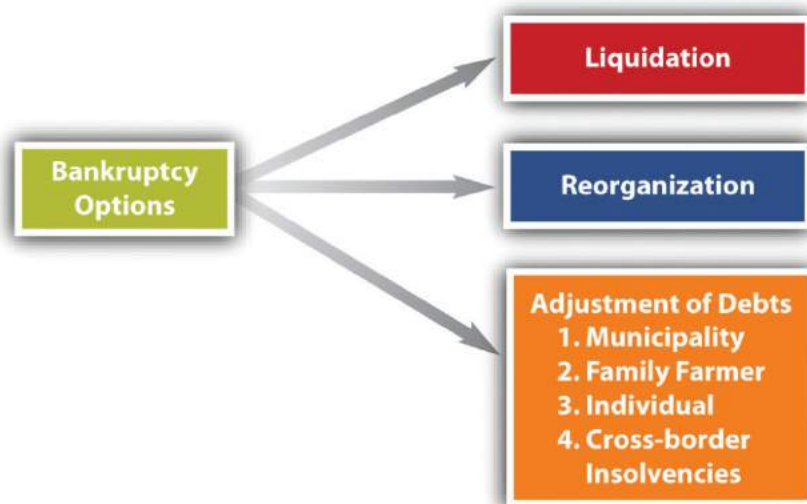 Liquidation
Bankruptcy
Options
Reorganization
Adjustment of Debts
1. Municipality
2. Family Farmer
3. Individual
4. Cross-border
Insolvencies